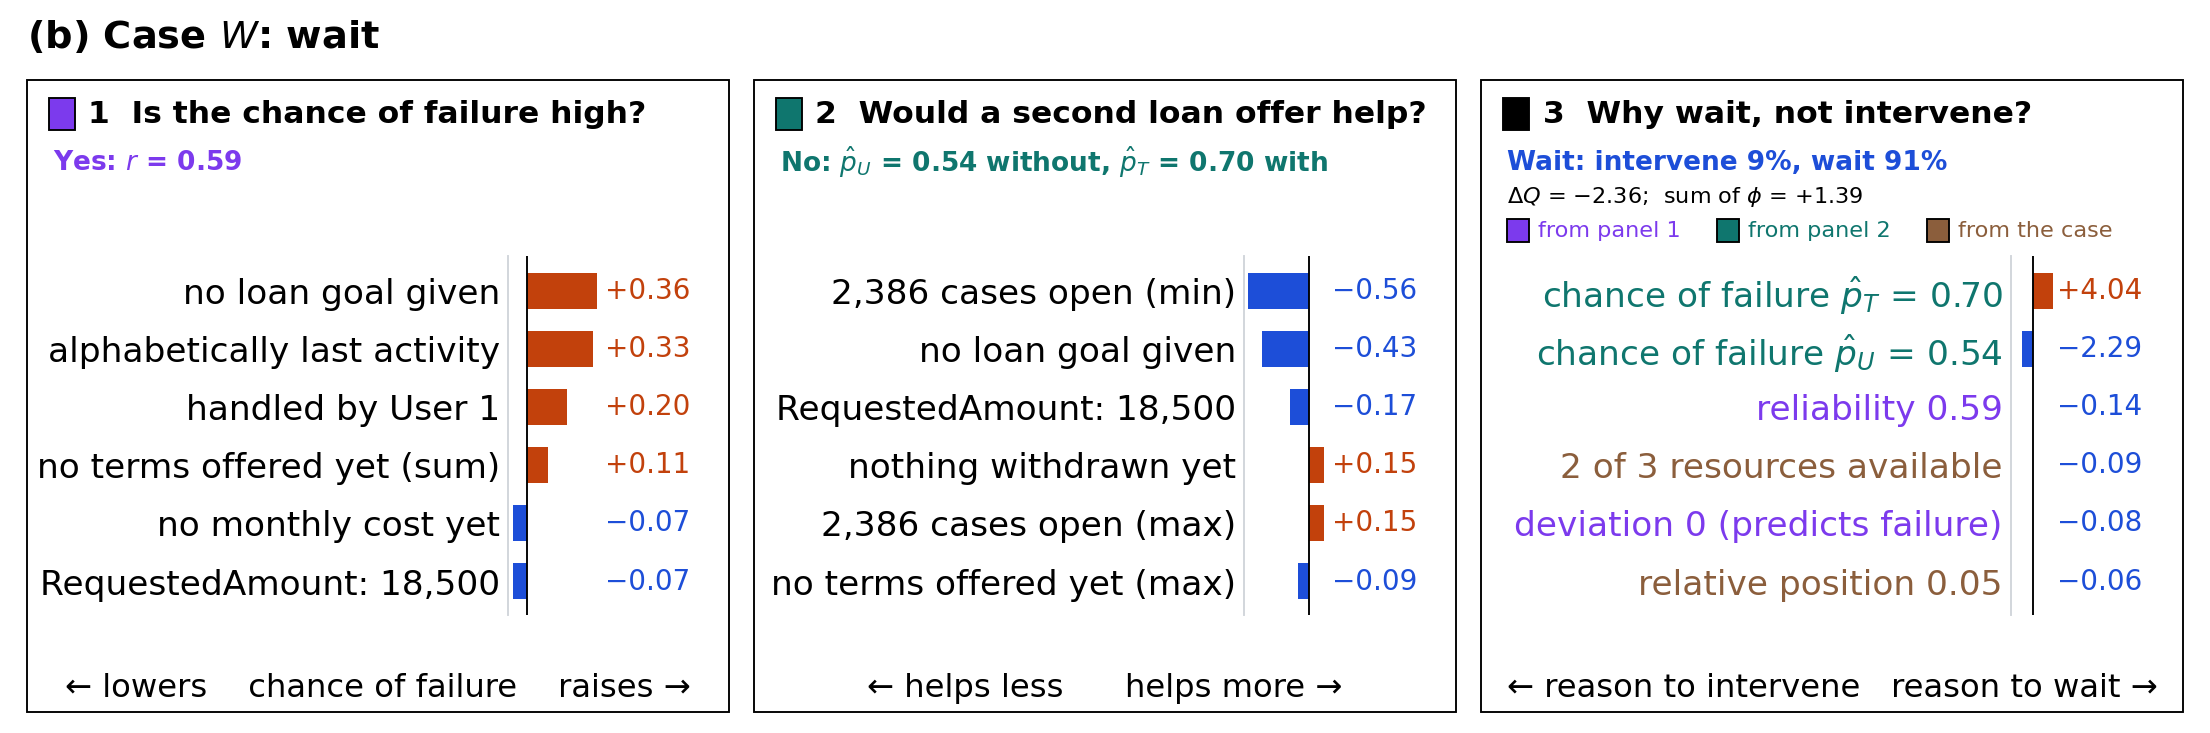 (b) Case W: wait
1 Is the chance of failure high?
Yes: r = 0.59
no loan goal given +0.36
alphabetically last activity +0.33
handled by User 1 +0.20
no terms offered yet (sum) +0.11
no monthly cost yet −0.07
RequestedAmount: 18,500 −0.07
← lowers chance of failure raises →
2 Would a second loan offer help?
No: p̂U = 0.54 without, p̂T = 0.70 with
2,386 cases open (min) −0.56
no loan goal given −0.43
RequestedAmount: 18,500 −0.17
nothing withdrawn yet +0.15
2,386 cases open (max) +0.15
no terms offered yet (max) −0.09
← helps less helps more →
3 Why wait, not intervene?
Wait: intervene 9%, wait 91%
ΔQ = −2.36; sum of ϕ = +1.39
from panel 1 from panel 2 from the case
chance of failure p̂T = 0.70 +4.04
chance of failure p̂U = 0.54 −2.29
reliability 0.59 −0.14
2 of 3 resources available −0.09
deviation 0 (predicts failure) −0.08
relative position 0.05 −0.06
← reason to intervene reason to wait →